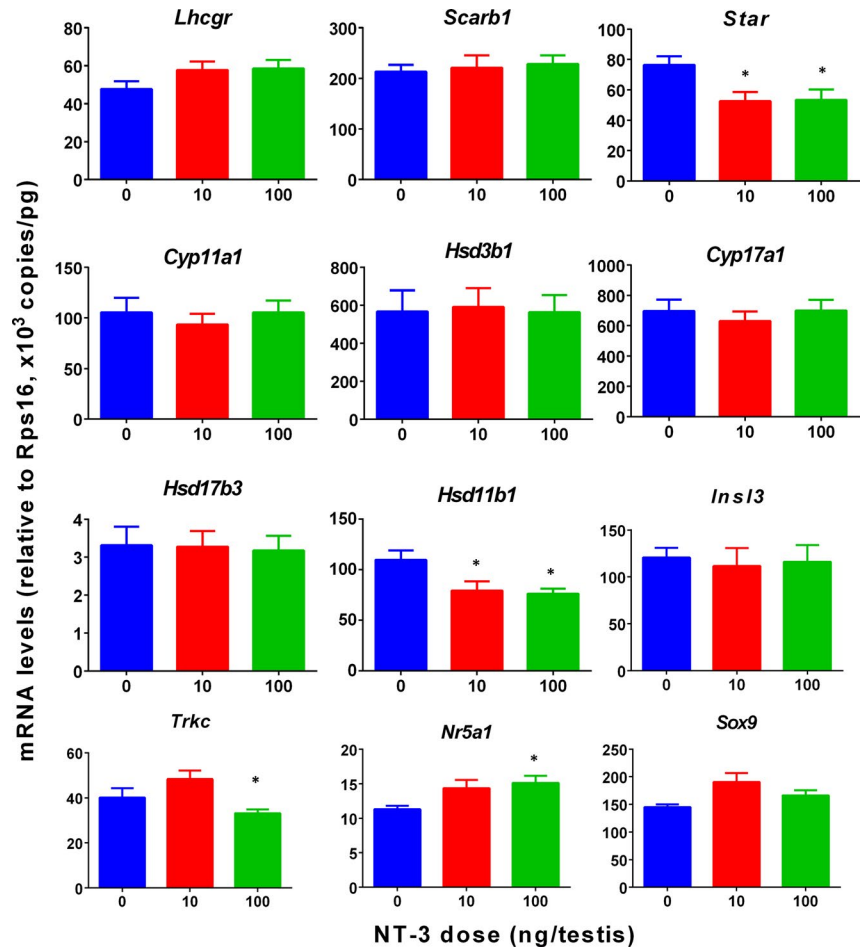 mRNA levels (relative to Rps16, x10³ copies/pg)
Lhcgr
80
60
40
20
0
0 10 100
Scarb1
300
200
100
0
0 10 100
Star
100
80
60
40
20
0
* *
0 10 100
Cyp11a1
150
100
50
0
0 10 100
Hsd3b1
800
600
400
200
0
0 10 100
Cyp17a1
1000
800
600
400
200
0
0 10 100
Hsd17b3
4
3
2
1
0
0 10 100
Hsd11b1
150
100
50
0
* *
0 10 100
Insl3
150
100
50
0
0 10 100
Trkc
60
40
20
0
*
0 10 100
Nr5a1
20
15
10
5
0
*
0 10 100
Sox9
250
200
150
100
50
0
0 10 100
NT-3 dose (ng/testis)